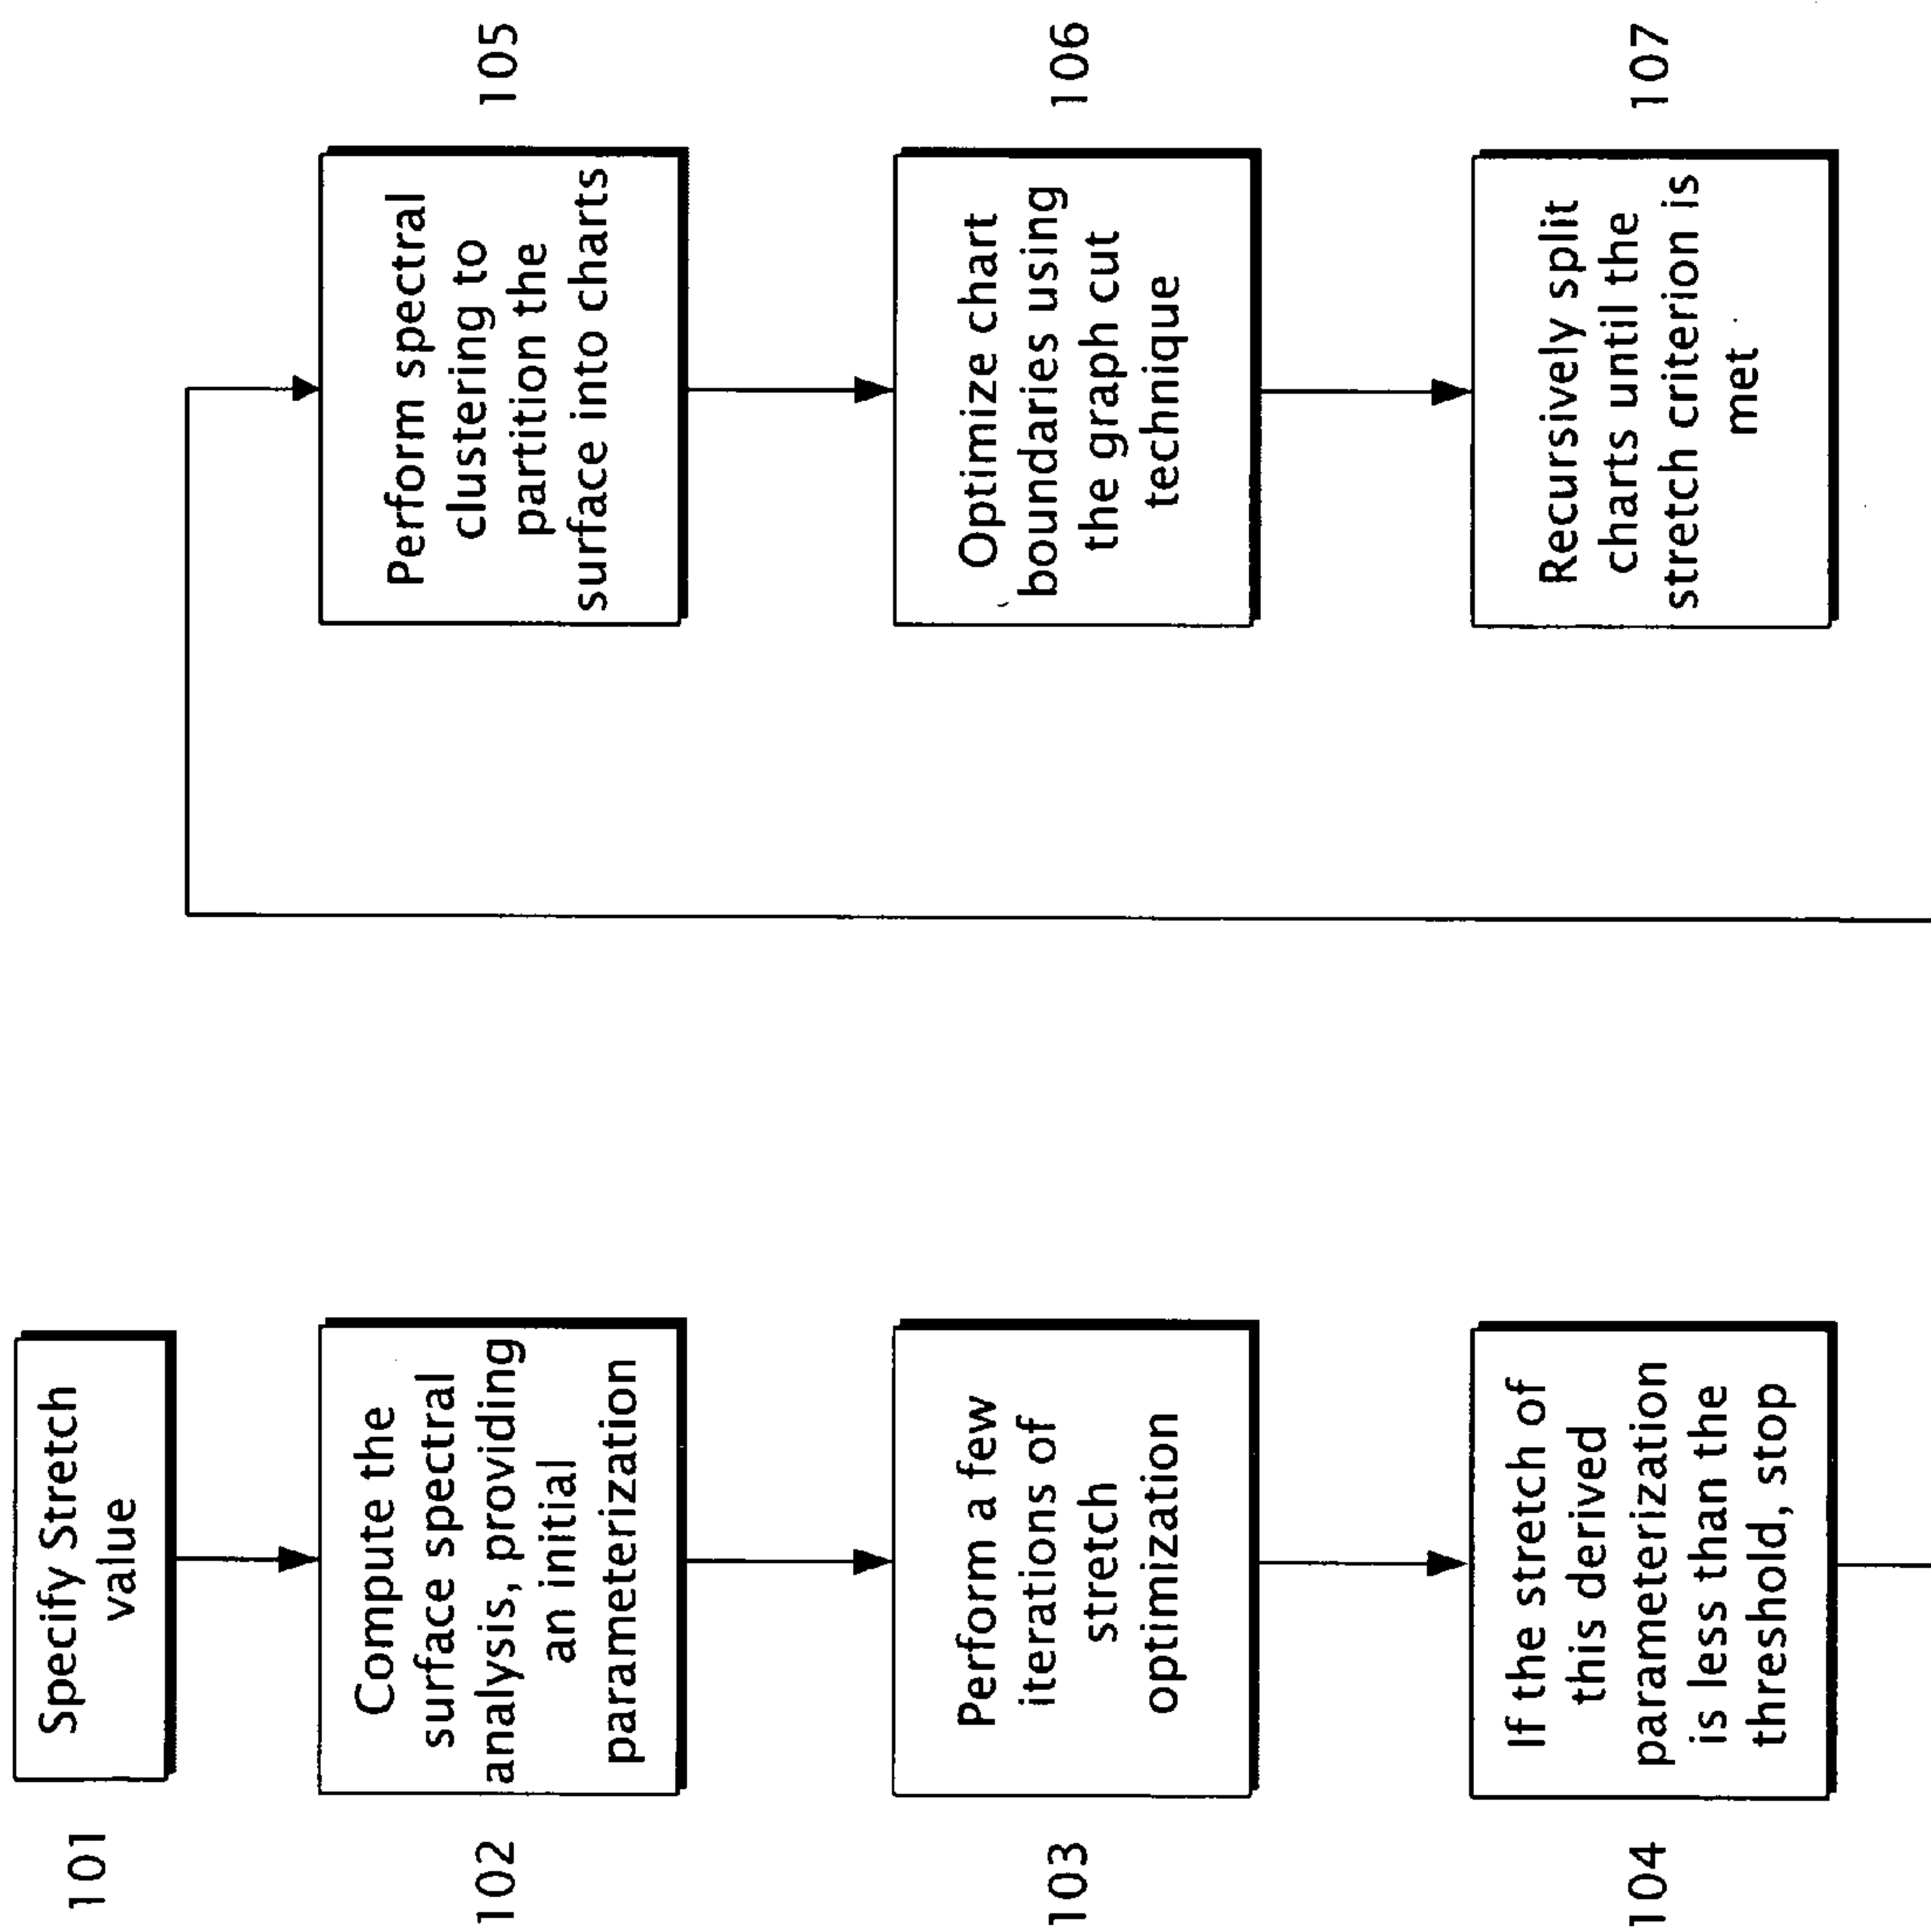 101
Specify Stretch
value
102
Compute the
surface spectral
analysis, providing
an initial
parameterization
103
Perform a few
iterations of
stretch
optimization
104
If the stretch of
this derived
parameterization
is less than the
threshold, stop
Perform spectral
clustering to
partition the
surface into charts
105
Optimize chart
boundaries using
the graph cut
technique
106
Recursively split
charts until the
stretch criterion is
met
107